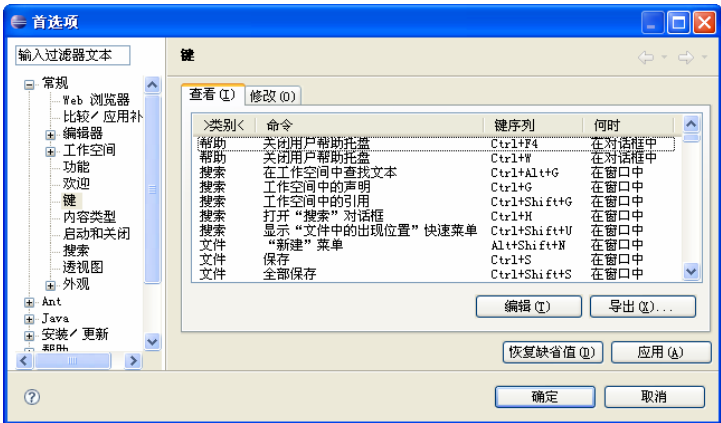 首选项
输入过滤器文本
常规
Web 浏览器
比较/应用补
编辑器
工作空间
功能
欢迎
键
内容类型
启动和关闭
搜索
透视图
外观
Ant
Java
安装/更新
帮助
键
查看(I) 修改(O)
>类别< 命令 键序列 何时
帮助 关闭用户帮助托盘 Ctrl+F4 在对话框中
帮助 关闭用户帮助托盘 Ctrl+W 在对话框中
搜索 在工作空间中查找文本 Ctrl+Alt+G 在窗口中
搜索 工作空间中的声明 Ctrl+G 在窗口中
搜索 工作空间中的引用 Ctrl+Shift+G 在窗口中
搜索 打开“搜索”对话框 Ctrl+H 在窗口中
搜索 显示“文件中的出现位置”快速菜单 Ctrl+Shift+U 在窗口中
文件 “新建”菜单 Alt+Shift+N 在窗口中
文件 保存 Ctrl+S 在窗口中
文件 全部保存 Ctrl+Shift+S 在窗口中
编辑(T) 导出(X)...
恢复缺省值(D) 应用(A)
确定 取消